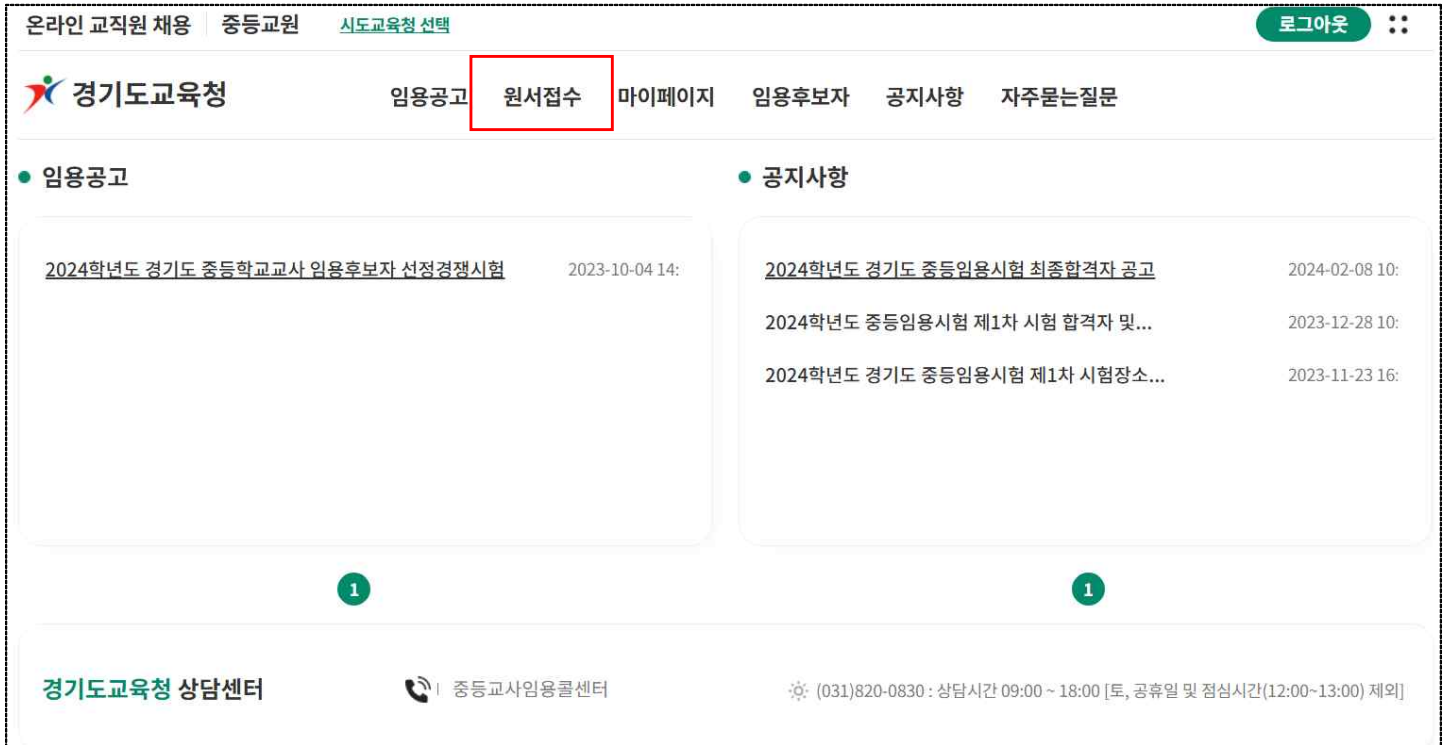 온라인 교직원 채용 중등교원 시도교육청 선택 로그아웃
경기도교육청 임용공고 원서접수 마이페이지 임용후보자 공지사항 자주묻는질문
임용공고
2024학년도 경기도 중등학교교사 임용후보자 선정경쟁시험 2023-10-04 14:
1
공지사항
2024학년도 경기도 중등임용시험 최종합격자 공고 2024-02-08 10:
2024학년도 중등임용시험 제1차 시험 합격자 및... 2023-12-28 10:
2024학년도 경기도 중등임용시험 제1차 시험장소... 2023-11-23 16:
1
경기도교육청 상담센터 중등교사임용콜센터 (031)820-0830 : 상담시간 09:00 ~ 18:00 [토, 공휴일 및 점심시간(12:00~13:00) 제외]